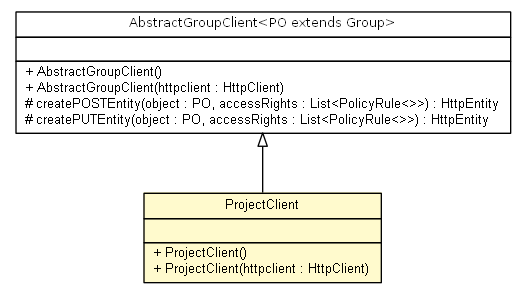 AbstractGroupClient<PO extends Group>
+ AbstractGroupClient()
+ AbstractGroupClient(httpclient : HttpClient)
# createPOSTEntity(object : PO, accessRights : List<PolicyRule<>>) : HttpEntity
# createPUTEntity(object : PO, accessRights : List<PolicyRule<>>) : HttpEntity
ProjectClient
+ ProjectClient()
+ ProjectClient(httpclient : HttpClient)